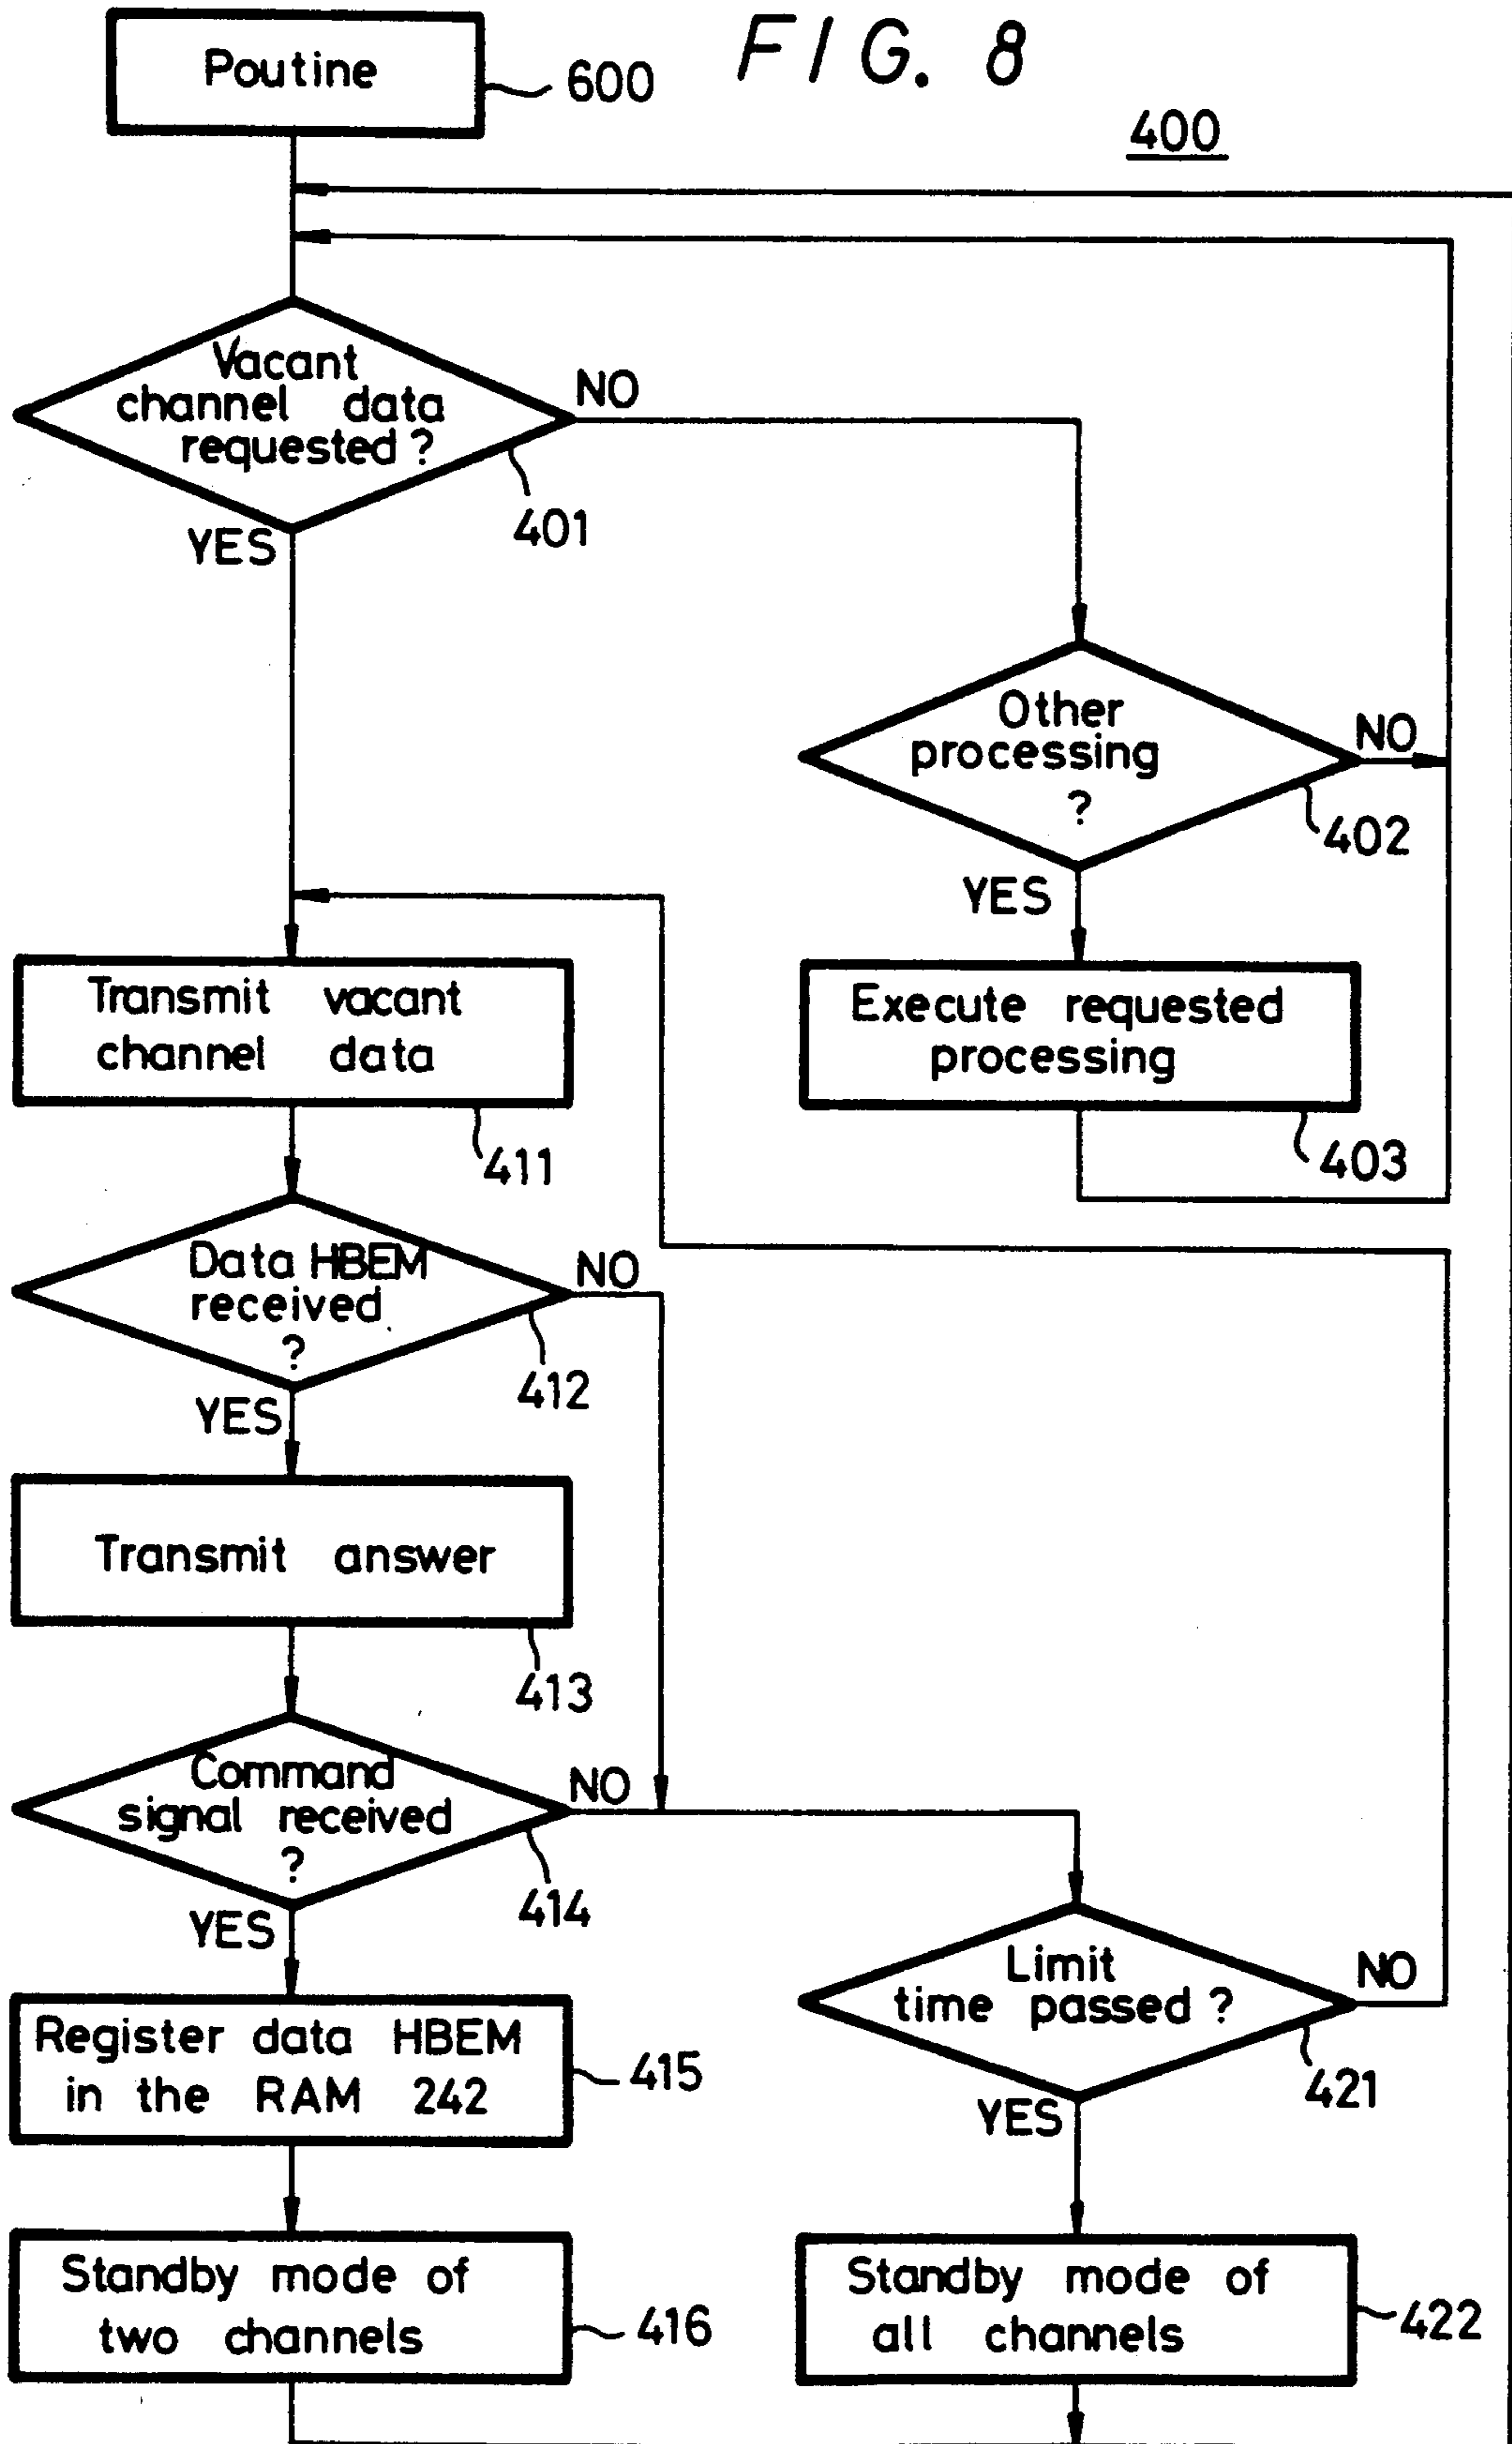 FIG. 8
Poutine
600
400
Vacant
channel data
requested ?
NO
401
YES
Other
processing
?
NO
402
YES
Transmit vacant
channel data
411
Execute requested
processing
403
Data HBEM
received
?
NO
412
YES
Transmit answer
413
Command
signal received
?
NO
414
YES
Limit
time passed ?
NO
421
YES
Register data HBEM
in the RAM 242
415
Standby mode of
two channels
416
Standby mode of
all channels
422